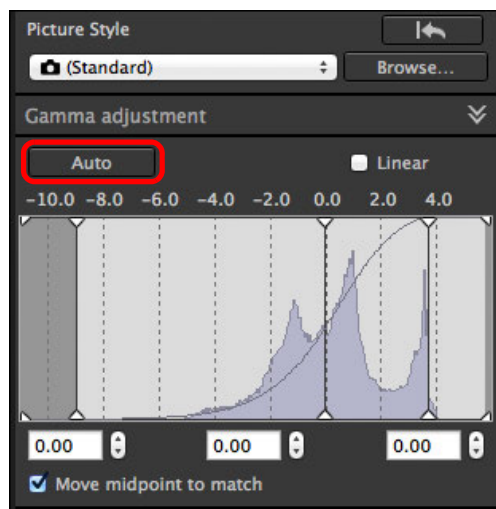 Picture Style
(Standard) Browse...
Gamma adjustment
Auto Linear
-10.0 -8.0 -6.0 -4.0 -2.0 0.0 2.0 4.0
0.00 0.00 0.00
Move midpoint to match